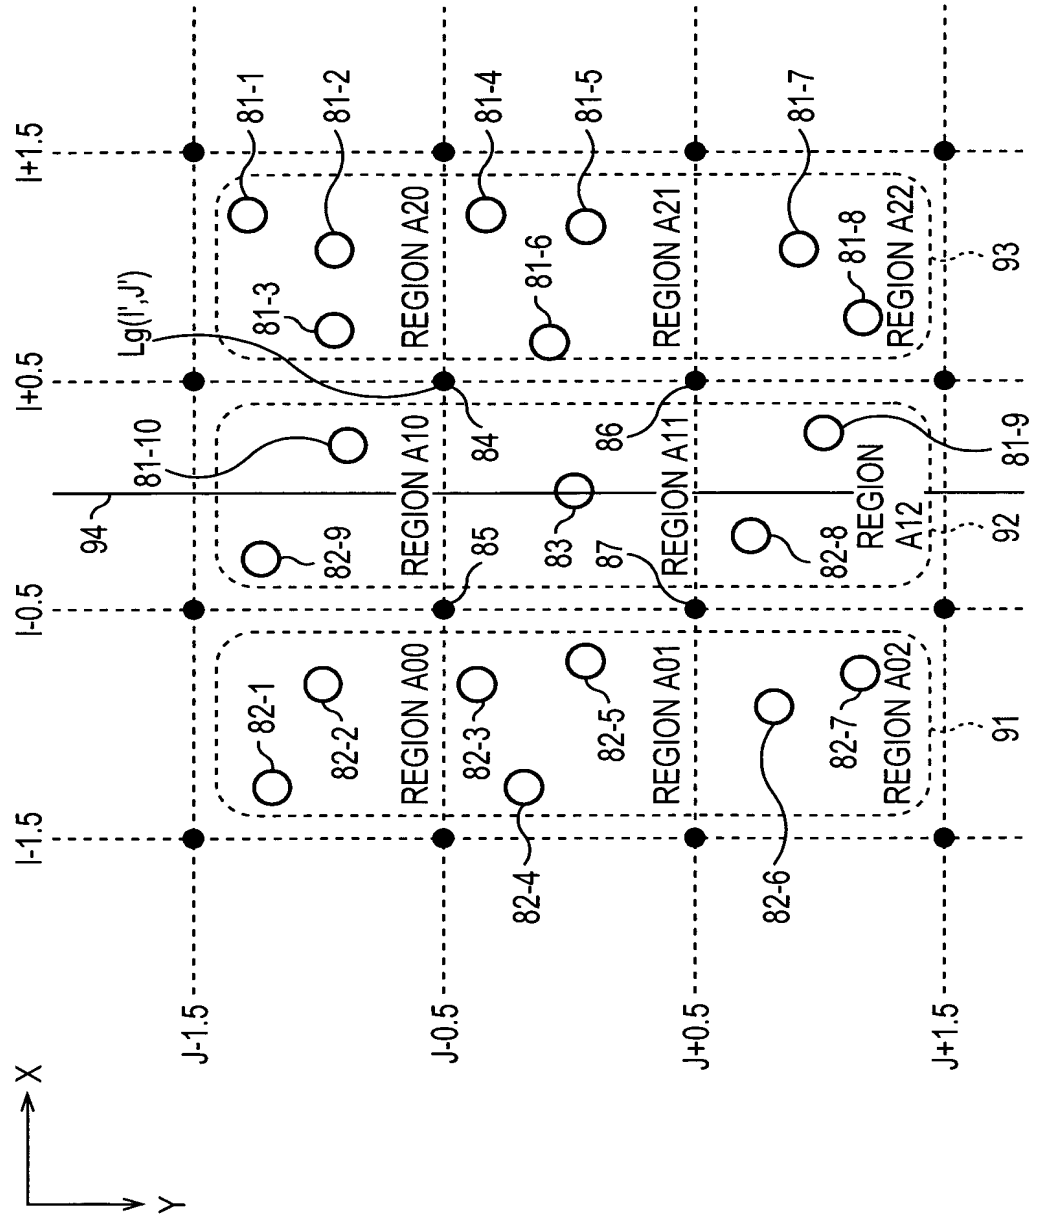 X
Y
I-1.5
I-0.5
I+0.5
I+1.5
J-1.5
J-0.5
J+0.5
J+1.5
94
Lg(I',J')
81-1
81-2
81-3
81-10
82-9
82-1
82-2
REGION A00
REGION A10
REGION A20
84
85
81-4
81-5
81-6
83
82-3
82-4
82-5
REGION A01
REGION A11
REGION A21
86
87
81-7
81-8
81-9
82-8
82-6
82-7
REGION A02
REGION
A12
REGION A22
91
92
93